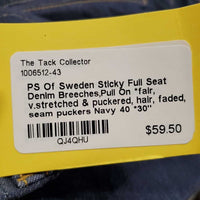 The Tack Collector
1006512-43
PS Of Sweden Sticky Full Seat
Denim Breeches,Pull On *fair,
v.stretched & puckered, hair, faded,
seam puckers Navy 40 *30"
$59.50
QJ4QHU